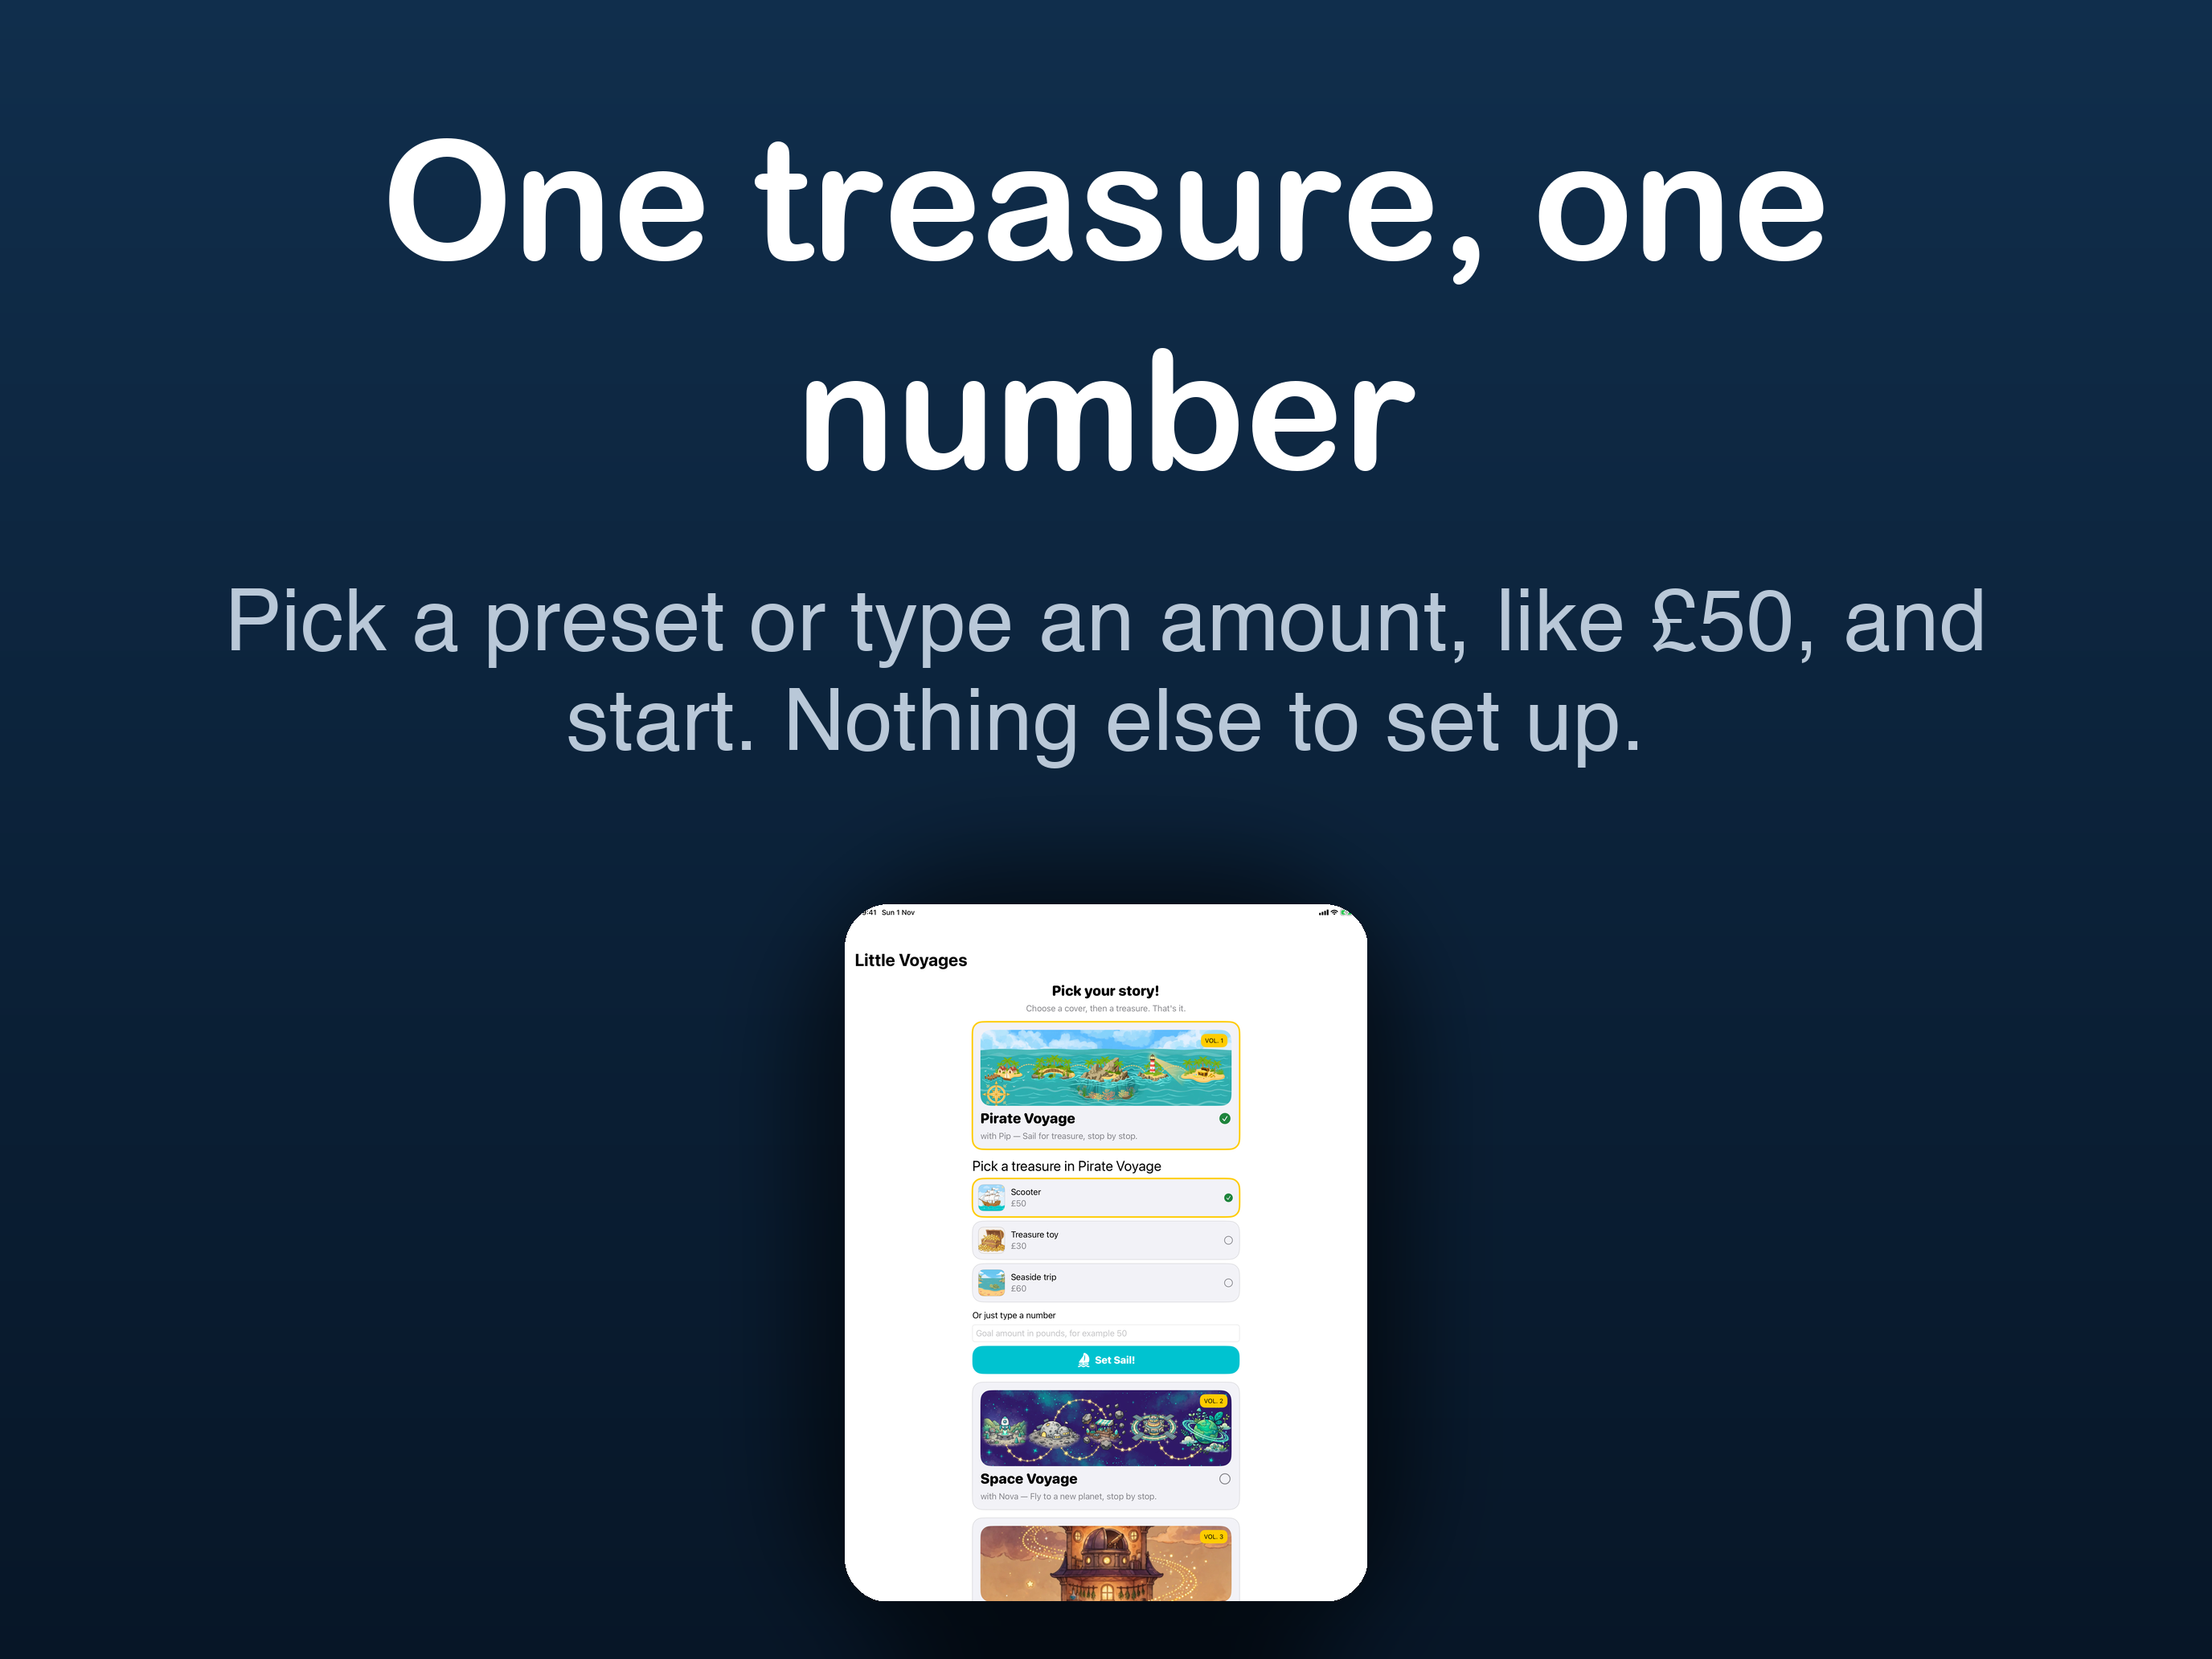 One treasure, one
number
Pick a preset or type an amount, like £50, and
start. Nothing else to set up.
9:41 Sun 1 Nov
Little Voyages
Pick your story!
Choose a cover, then a treasure. That's it.
VOL. 1
Pirate Voyage
with Pip — Sail for treasure, stop by stop.
Pick a treasure in Pirate Voyage
Scooter
£50
Treasure toy
£30
Seaside trip
£60
Or just type a number
Goal amount in pounds, for example 50
Set Sail!
VOL. 2
Space Voyage
with Nova — Fly to a new planet, stop by stop.
VOL. 3